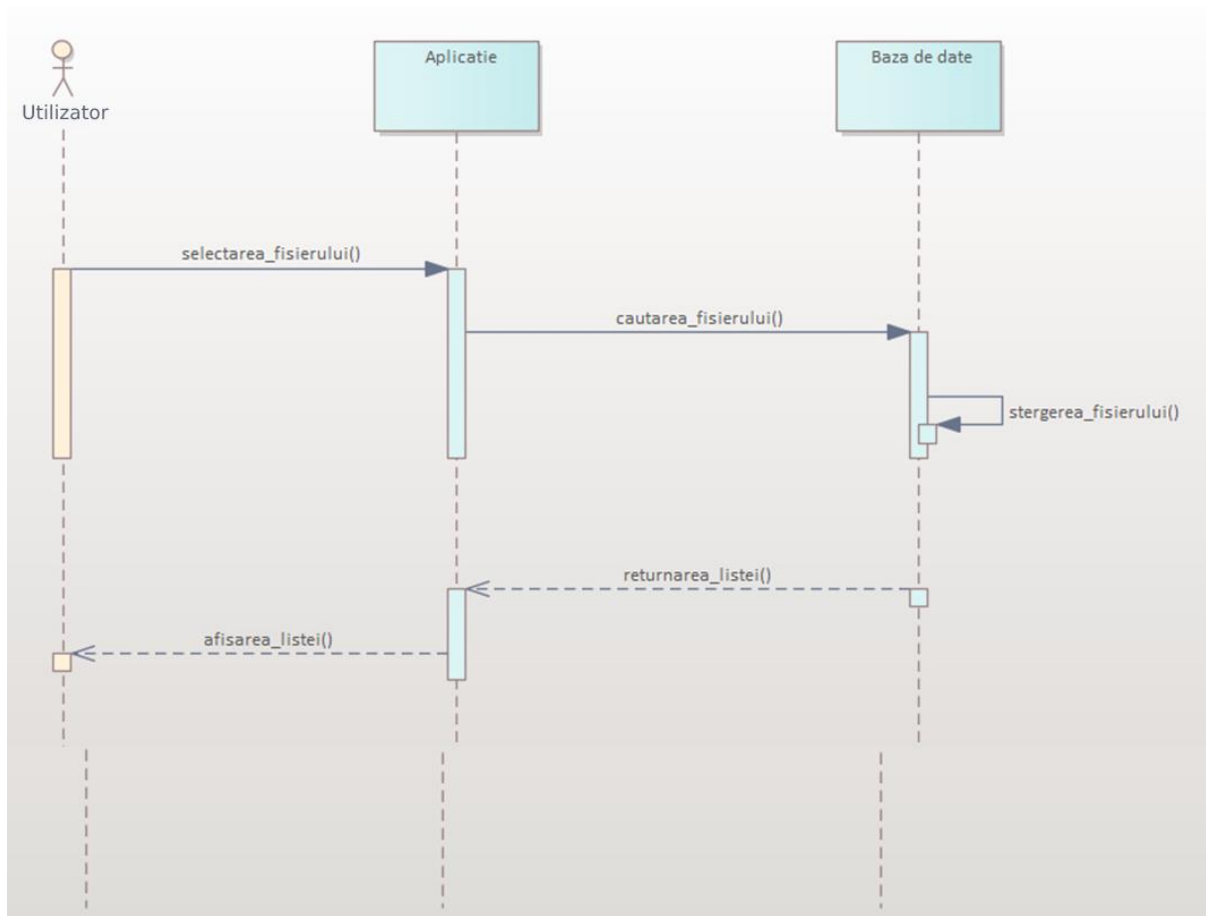 Utilizator
Aplicatie
Baza de date
selectarea_fisierului()
cautarea_fisierului()
stergerea_fisierului()
returnarea_listei()
afisarea_listei()